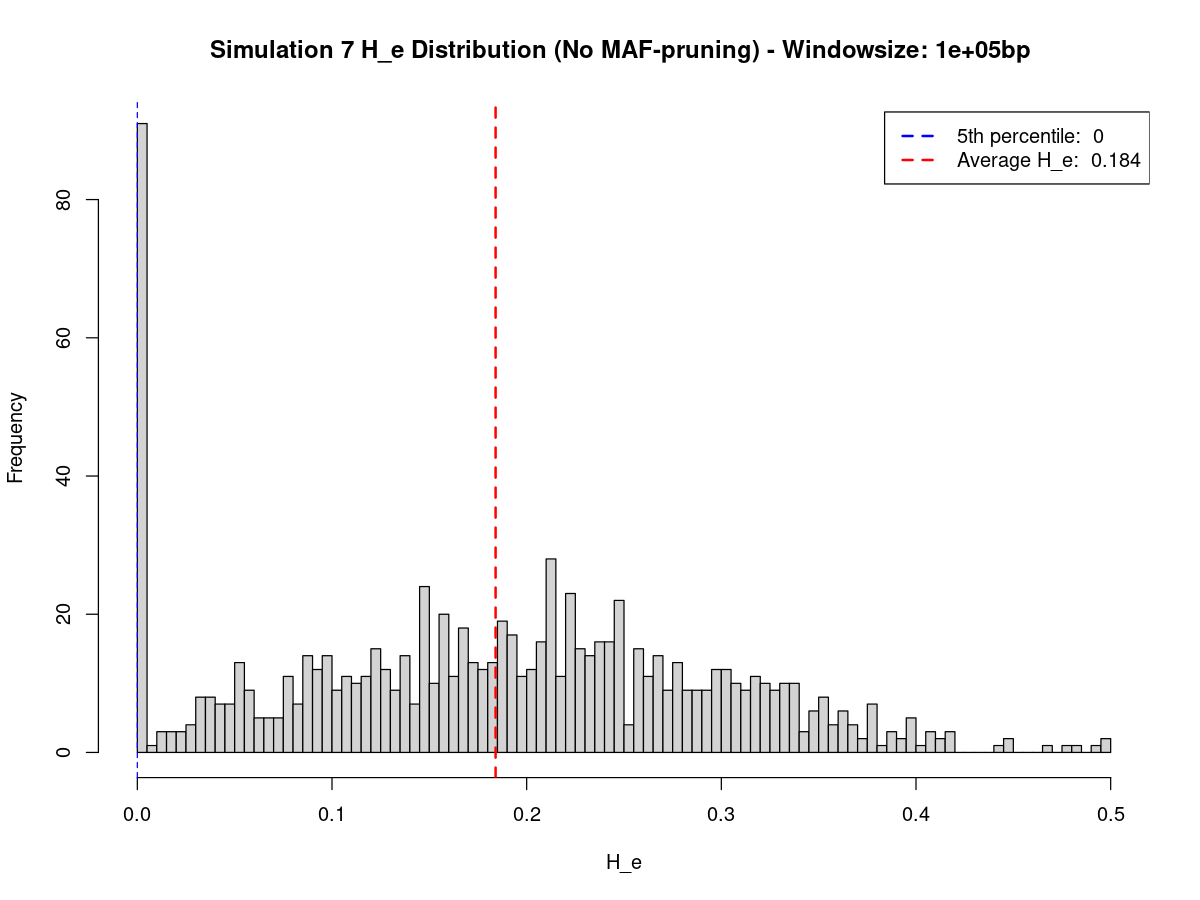 Simulation 7 H_e Distribution (No MAF-pruning) - Windowsize: 1e+05bp
5th percentile:  0
Average H_e:  0.184
Frequency
80
60
40
20
0
0.0 0.1 0.2 0.3 0.4 0.5
H_e